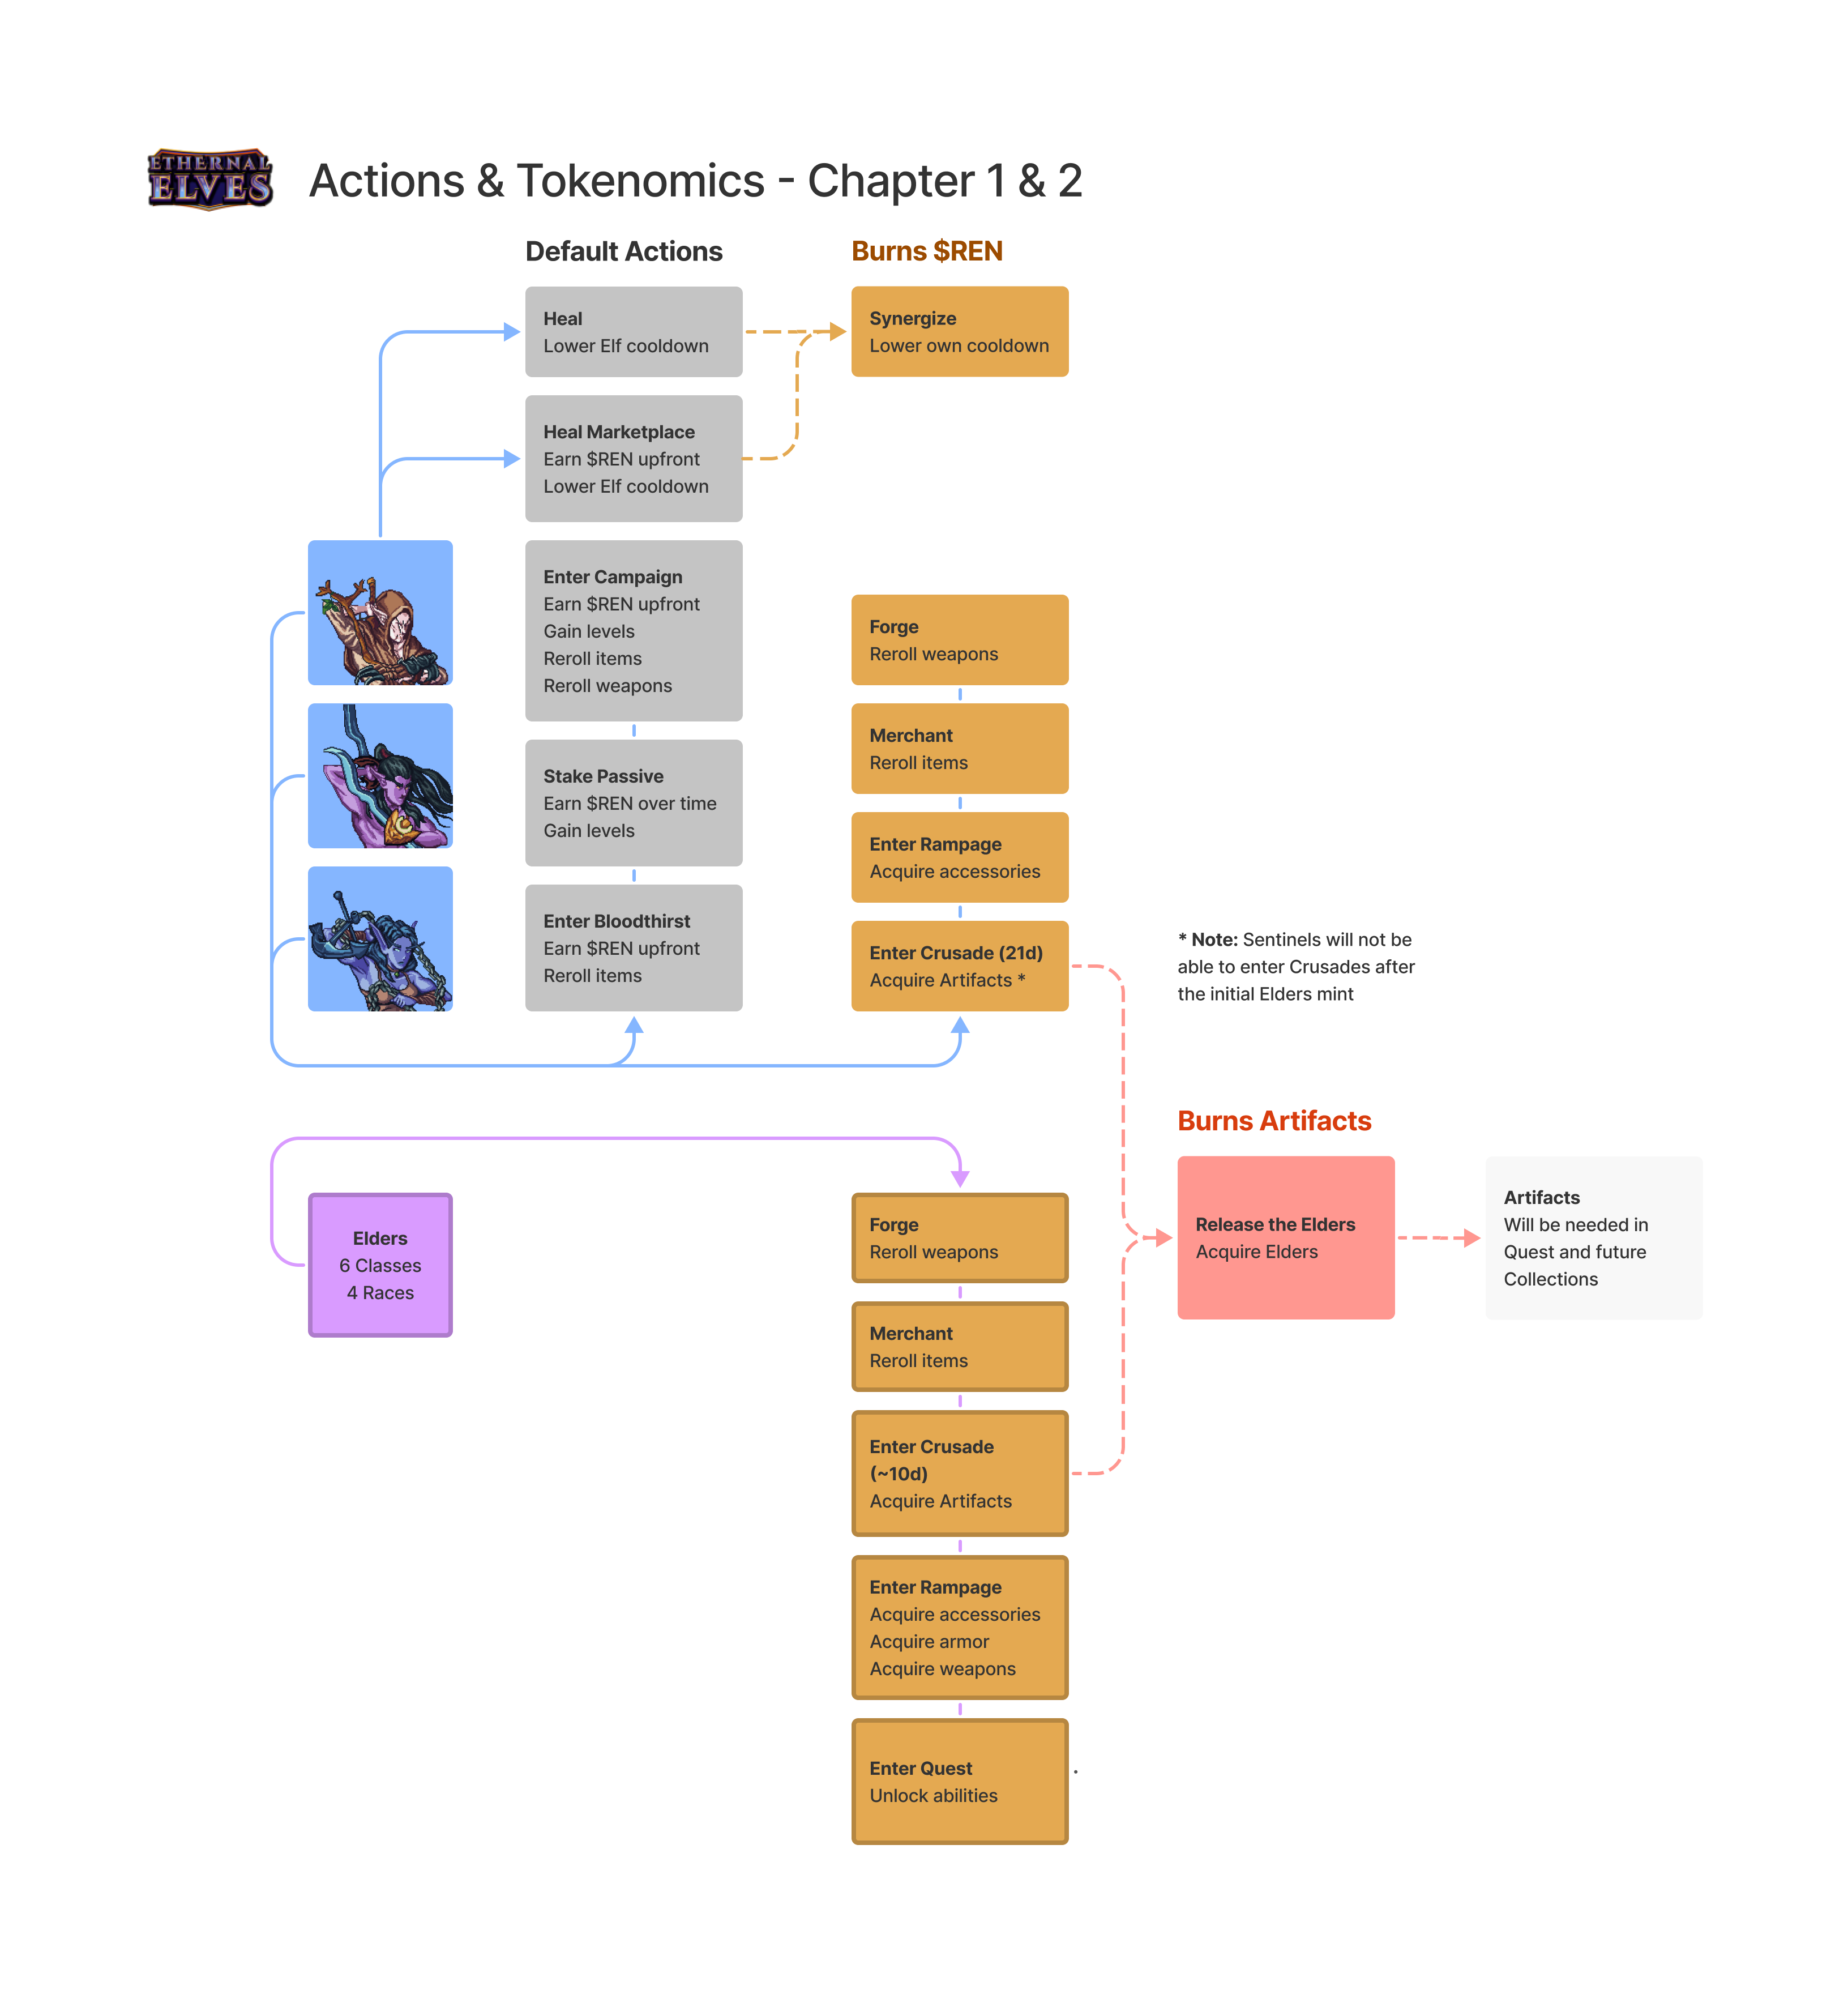 ETHERNAL
ELVES
Actions & Tokenomics - Chapter 1 & 2
Default Actions
Burns $REN
Heal
Lower Elf cooldown
Synergize
Lower own cooldown
Heal Marketplace
Earn $REN upfront
Lower Elf cooldown
Enter Campaign
Earn $REN upfront
Gain levels
Reroll items
Reroll weapons
Stake Passive
Earn $REN over time
Gain levels
Enter Bloodthirst
Earn $REN upfront
Reroll items
Forge
Reroll weapons
Merchant
Reroll items
Enter Rampage
Acquire accessories
Enter Crusade (21d)
Acquire Artifacts *
* Note: Sentinels will not be
able to enter Crusades after
the initial Elders mint
Elders
6 Classes
4 Races
Forge
Reroll weapons
Merchant
Reroll items
Enter Crusade
(~10d)
Acquire Artifacts
Enter Rampage
Acquire accessories
Acquire armor
Acquire weapons
Enter Quest
Unlock abilities
.
Burns Artifacts
Release the Elders
Acquire Elders
Artifacts
Will be needed in
Quest and future
Collections